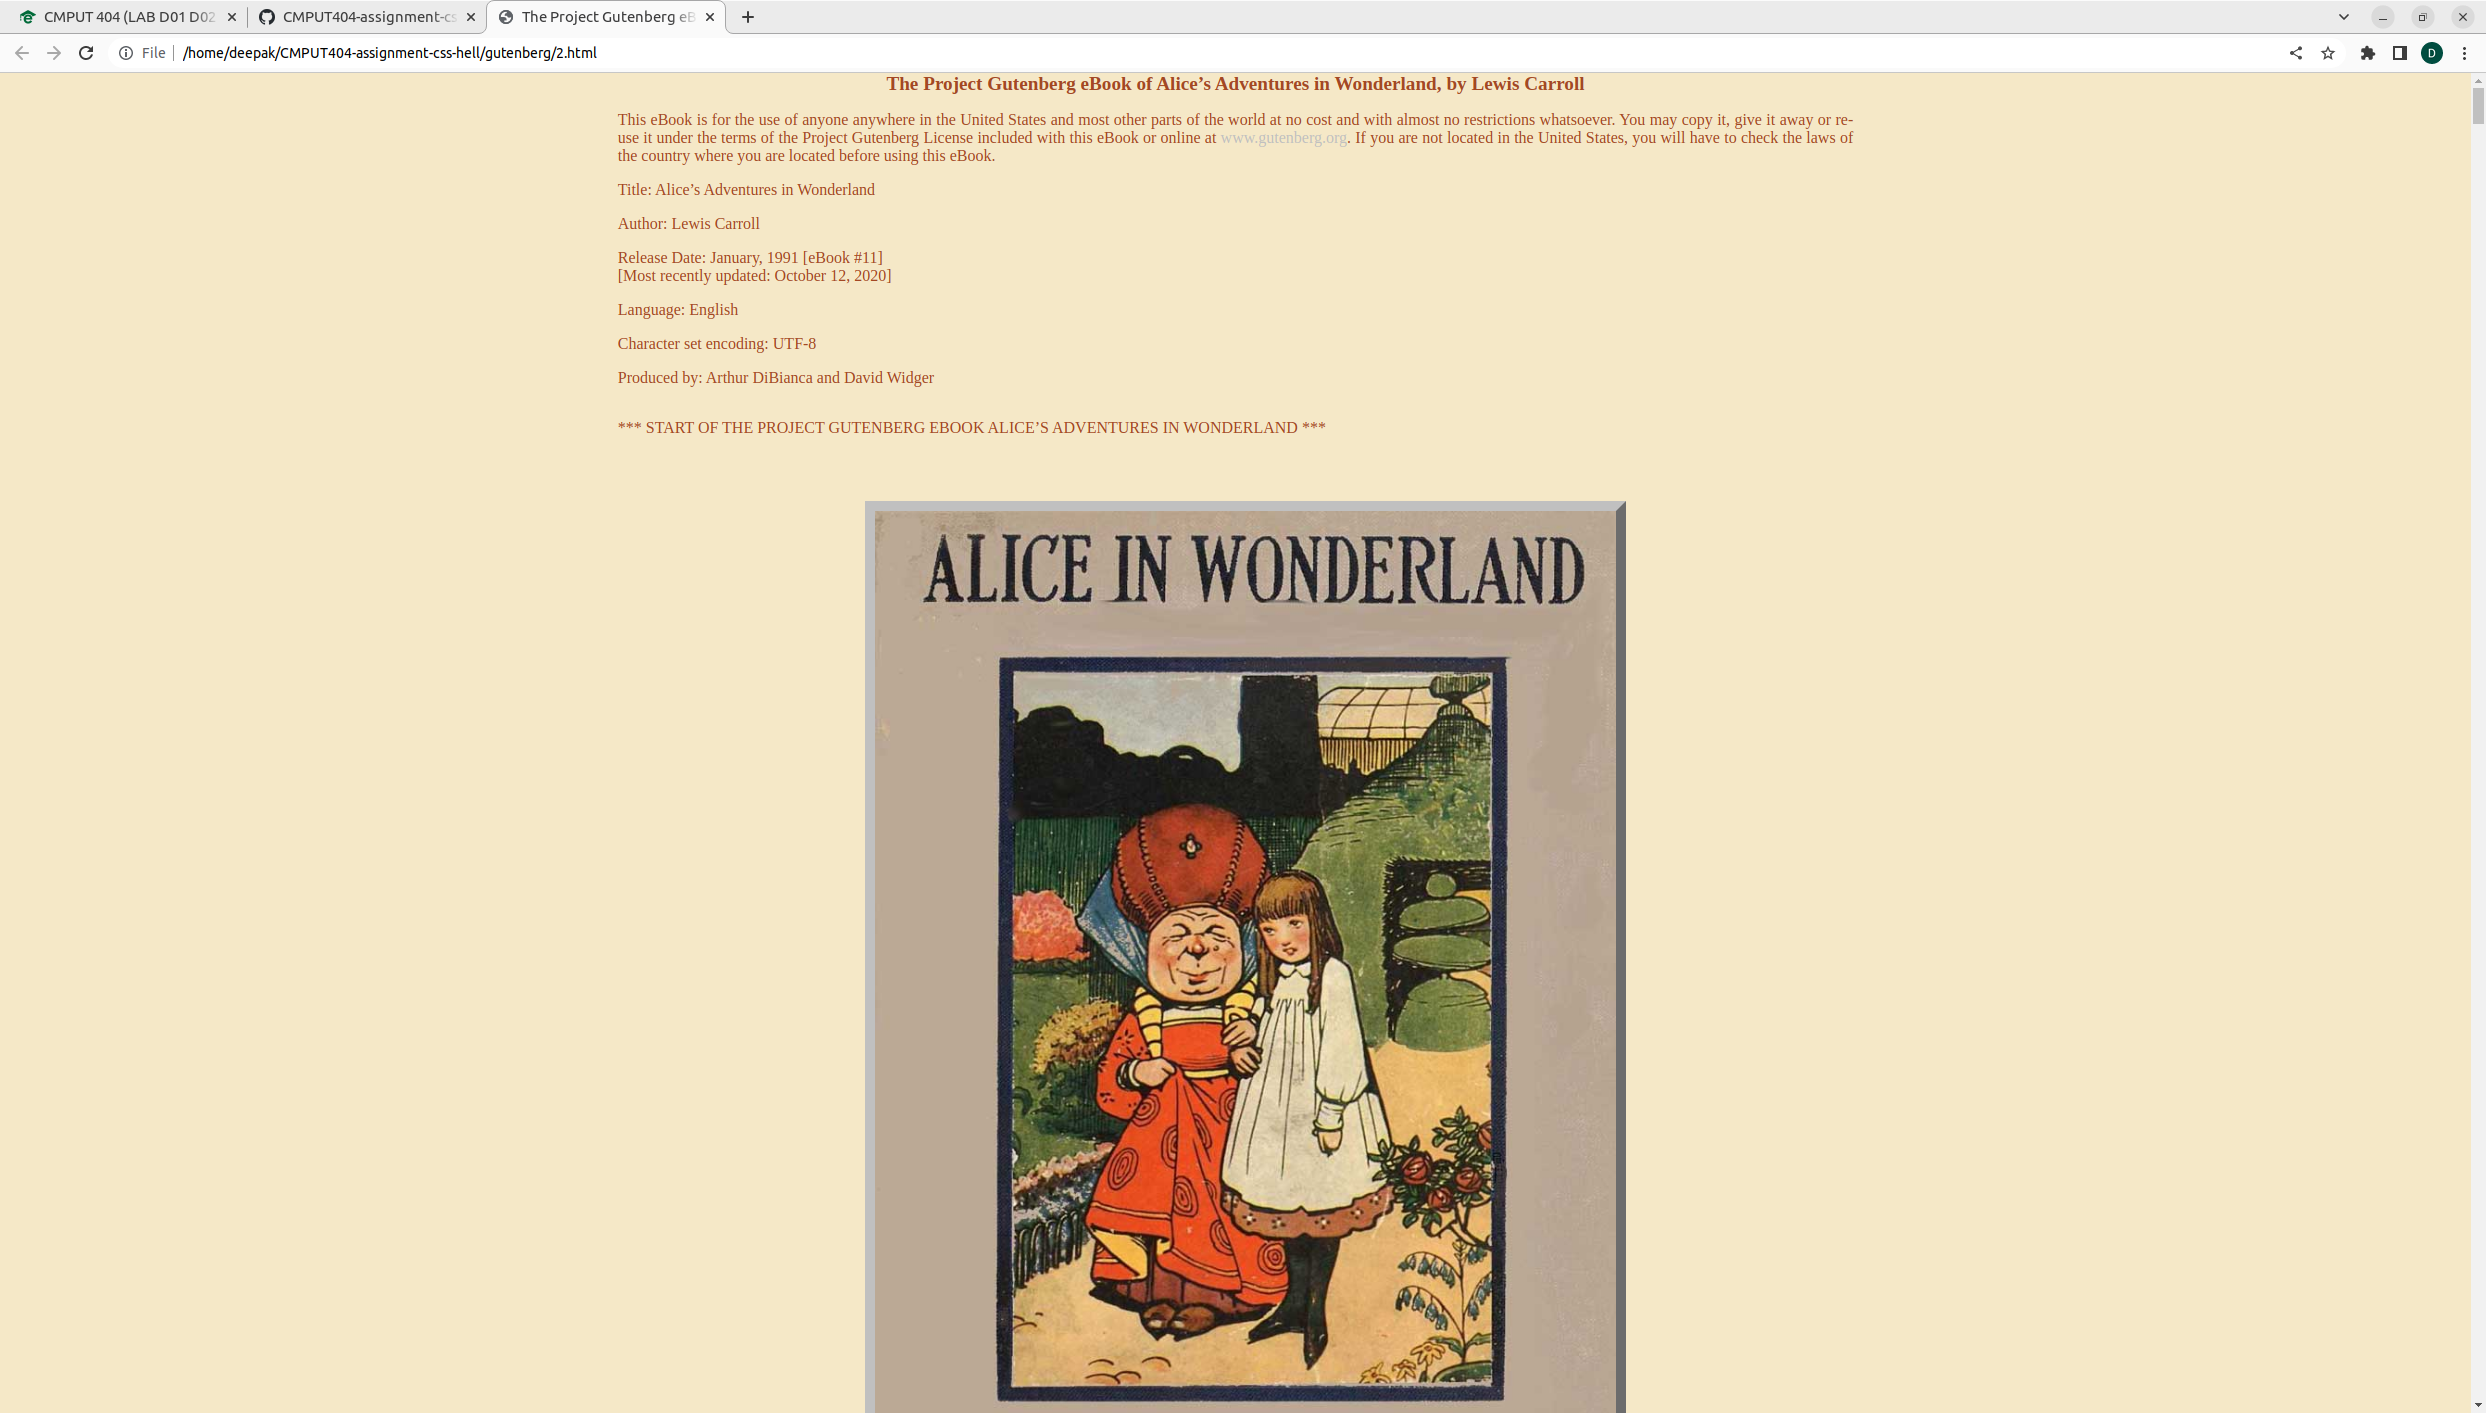 CMPUT 404 (LAB D01 D02
CMPUT404-assignment-cs
The Project Gutenberg eB
File
/home/deepak/CMPUT404-assignment-css-hell/gutenberg/2.html
D
The Project Gutenberg eBook of Alice’s Adventures in Wonderland, by Lewis Carroll
This eBook is for the use of anyone anywhere in the United States and most other parts of the world at no cost and with almost no restrictions whatsoever. You may copy it, give it away or re-
use it under the terms of the Project Gutenberg License included with this eBook or online at www.gutenberg.org. If you are not located in the United States, you will have to check the laws of
the country where you are located before using this eBook.
Title: Alice’s Adventures in Wonderland
Author: Lewis Carroll
Release Date: January, 1991 [eBook #11]
[Most recently updated: October 12, 2020]
Language: English
Character set encoding: UTF-8
Produced by: Arthur DiBianca and David Widger
*** START OF THE PROJECT GUTENBERG EBOOK ALICE’S ADVENTURES IN WONDERLAND ***
ALICE IN WONDERLAND